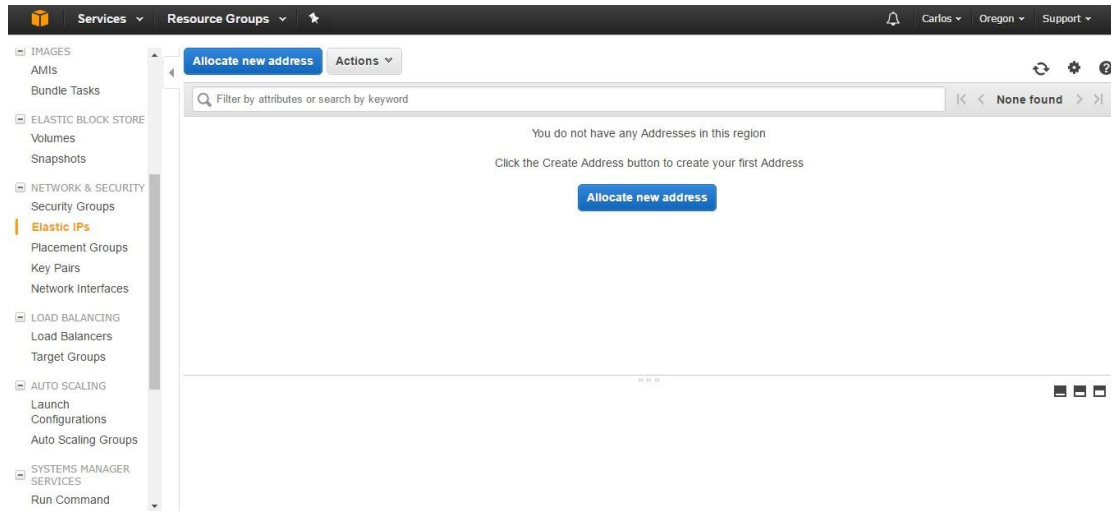 Services Resource Groups Carlos Oregon Support
IMAGES
AMIs
Bundle Tasks
ELASTIC BLOCK STORE
Volumes
Snapshots
NETWORK & SECURITY
Security Groups
Elastic IPs
Placement Groups
Key Pairs
Network Interfaces
LOAD BALANCING
Load Balancers
Target Groups
AUTO SCALING
Launch
Configurations
Auto Scaling Groups
SYSTEMS MANAGER
SERVICES
Run Command
Allocate new address Actions
Filter by attributes or search by keyword None found
You do not have any Addresses in this region
Click the Create Address button to create your first Address
Allocate new address